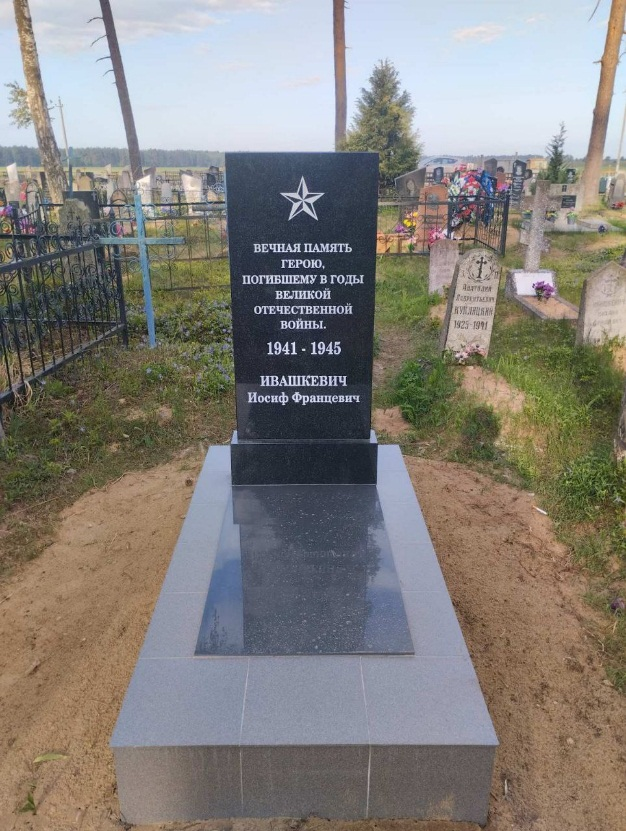 ВЕЧНАЯ ПАМЯТЬ
ГЕРОЮ,
ПОГИБШЕМУ В ГОДЫ
ВЕЛИКОЙ
ОТЕЧЕСТВЕННОЙ
ВОЙНЫ.
1941 - 1945
ИВАШКЕВИЧ
Иосиф Францевич
1925-1991